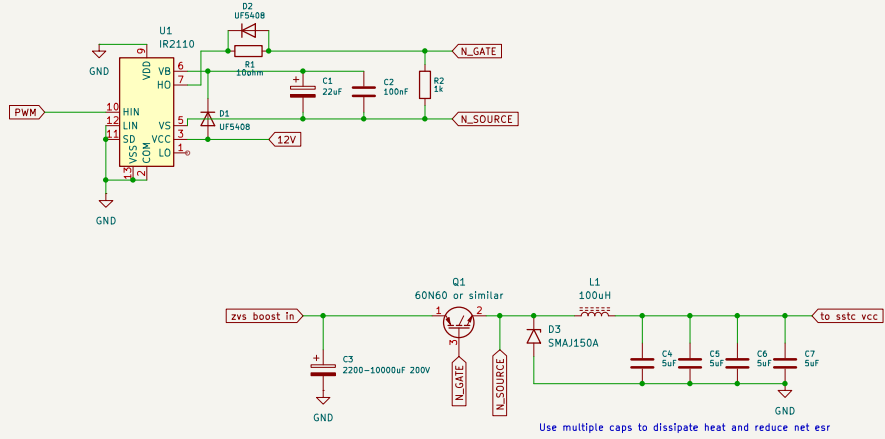 D2
UF5408
U1
IR2110
9
VDD
GND
R1
10ohm
N_GATE
VB 6
HO 7
C1
22uF
C2
100nF
R2
1k
PWM
10 HIN
12 LIN
11 SD
VS 5
VCC 3
LO 1
D1
UF5408
N_SOURCE
12V
VSS
COM
13
2
GND
Q1
60N60 or similar
L1
100uH
zvs boost in
1
2
3
D3
SMAJ150A
to sstc vcc
C3
2200-10000uF 200V
N_GATE
N_SOURCE
C4
5uF
C5
5uF
C6
5uF
C7
5uF
GND
GND
Use multiple caps to dissipate heat and reduce net esr